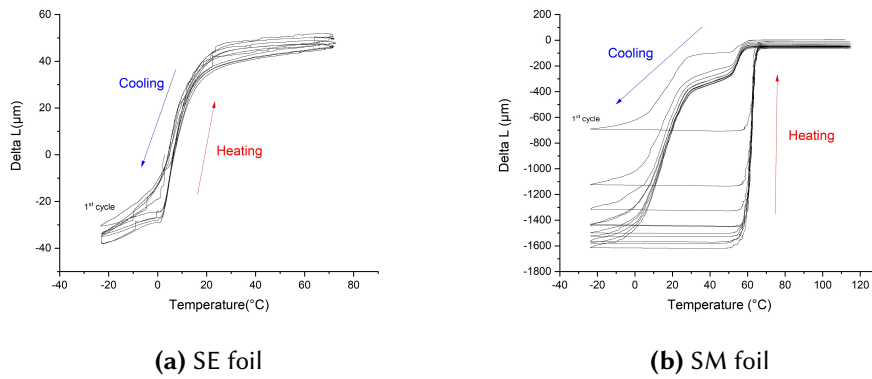 60
40
20
0
-20
-40
-40
-20
0
20
40
60
80
Delta L(µm)
Temperature(°C)
Cooling
Heating
1st cycle
(a) SE foil
200
0
-200
-400
-600
-800
-1000
-1200
-1400
-1600
-1800
-40
-20
0
20
40
60
80
100
120
Delta L (µm)
Temperature (°C)
Cooling
1st cycle
Heating
(b) SM foil